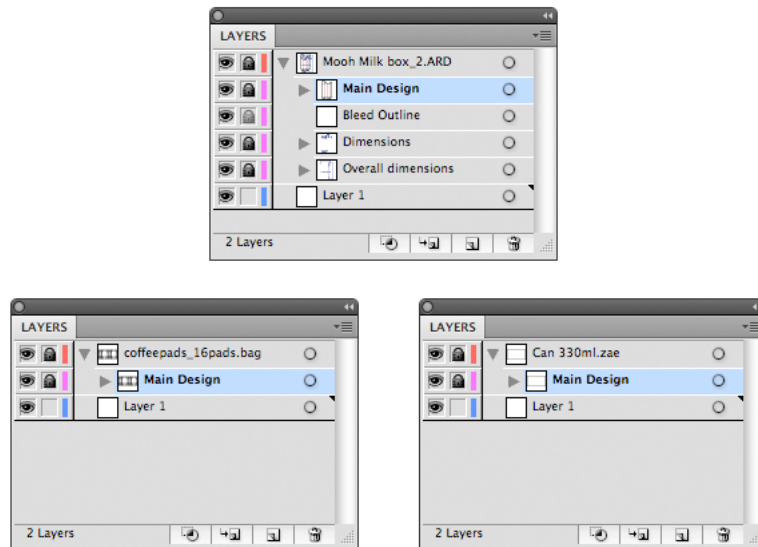 LAYERS
Mooh Milk box_2.ARD
Main Design
Bleed Outline
Dimensions
Overall dimensions
Layer 1
2 Layers
LAYERS
coffeepads_16pads.bag
Main Design
Layer 1
2 Layers
LAYERS
Can 330ml.zae
Main Design
Layer 1
2 Layers